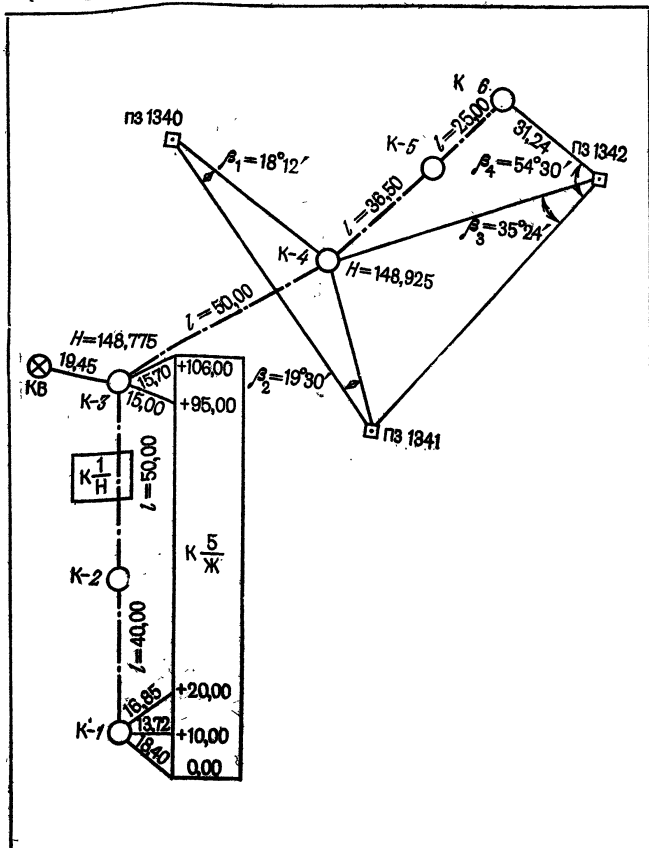 К 6
пз 1340
l=25,00
К-5
31,24
пз 1342
β₁=18°12′
β₄=54°30′
l=36,50
β₃=35°24′
К-4
H=148,925
l=50,00
H=148,775
19,45
Кв
К-3
15,70
+106,00
β₂=19°30′
15,00
+95,00
пз 1341
К 1/Н
l=50,00
К 5/Ж
К-2
l=40,00
16,85
+20,00
К-1
13,72
+10,00
18,40
0,00